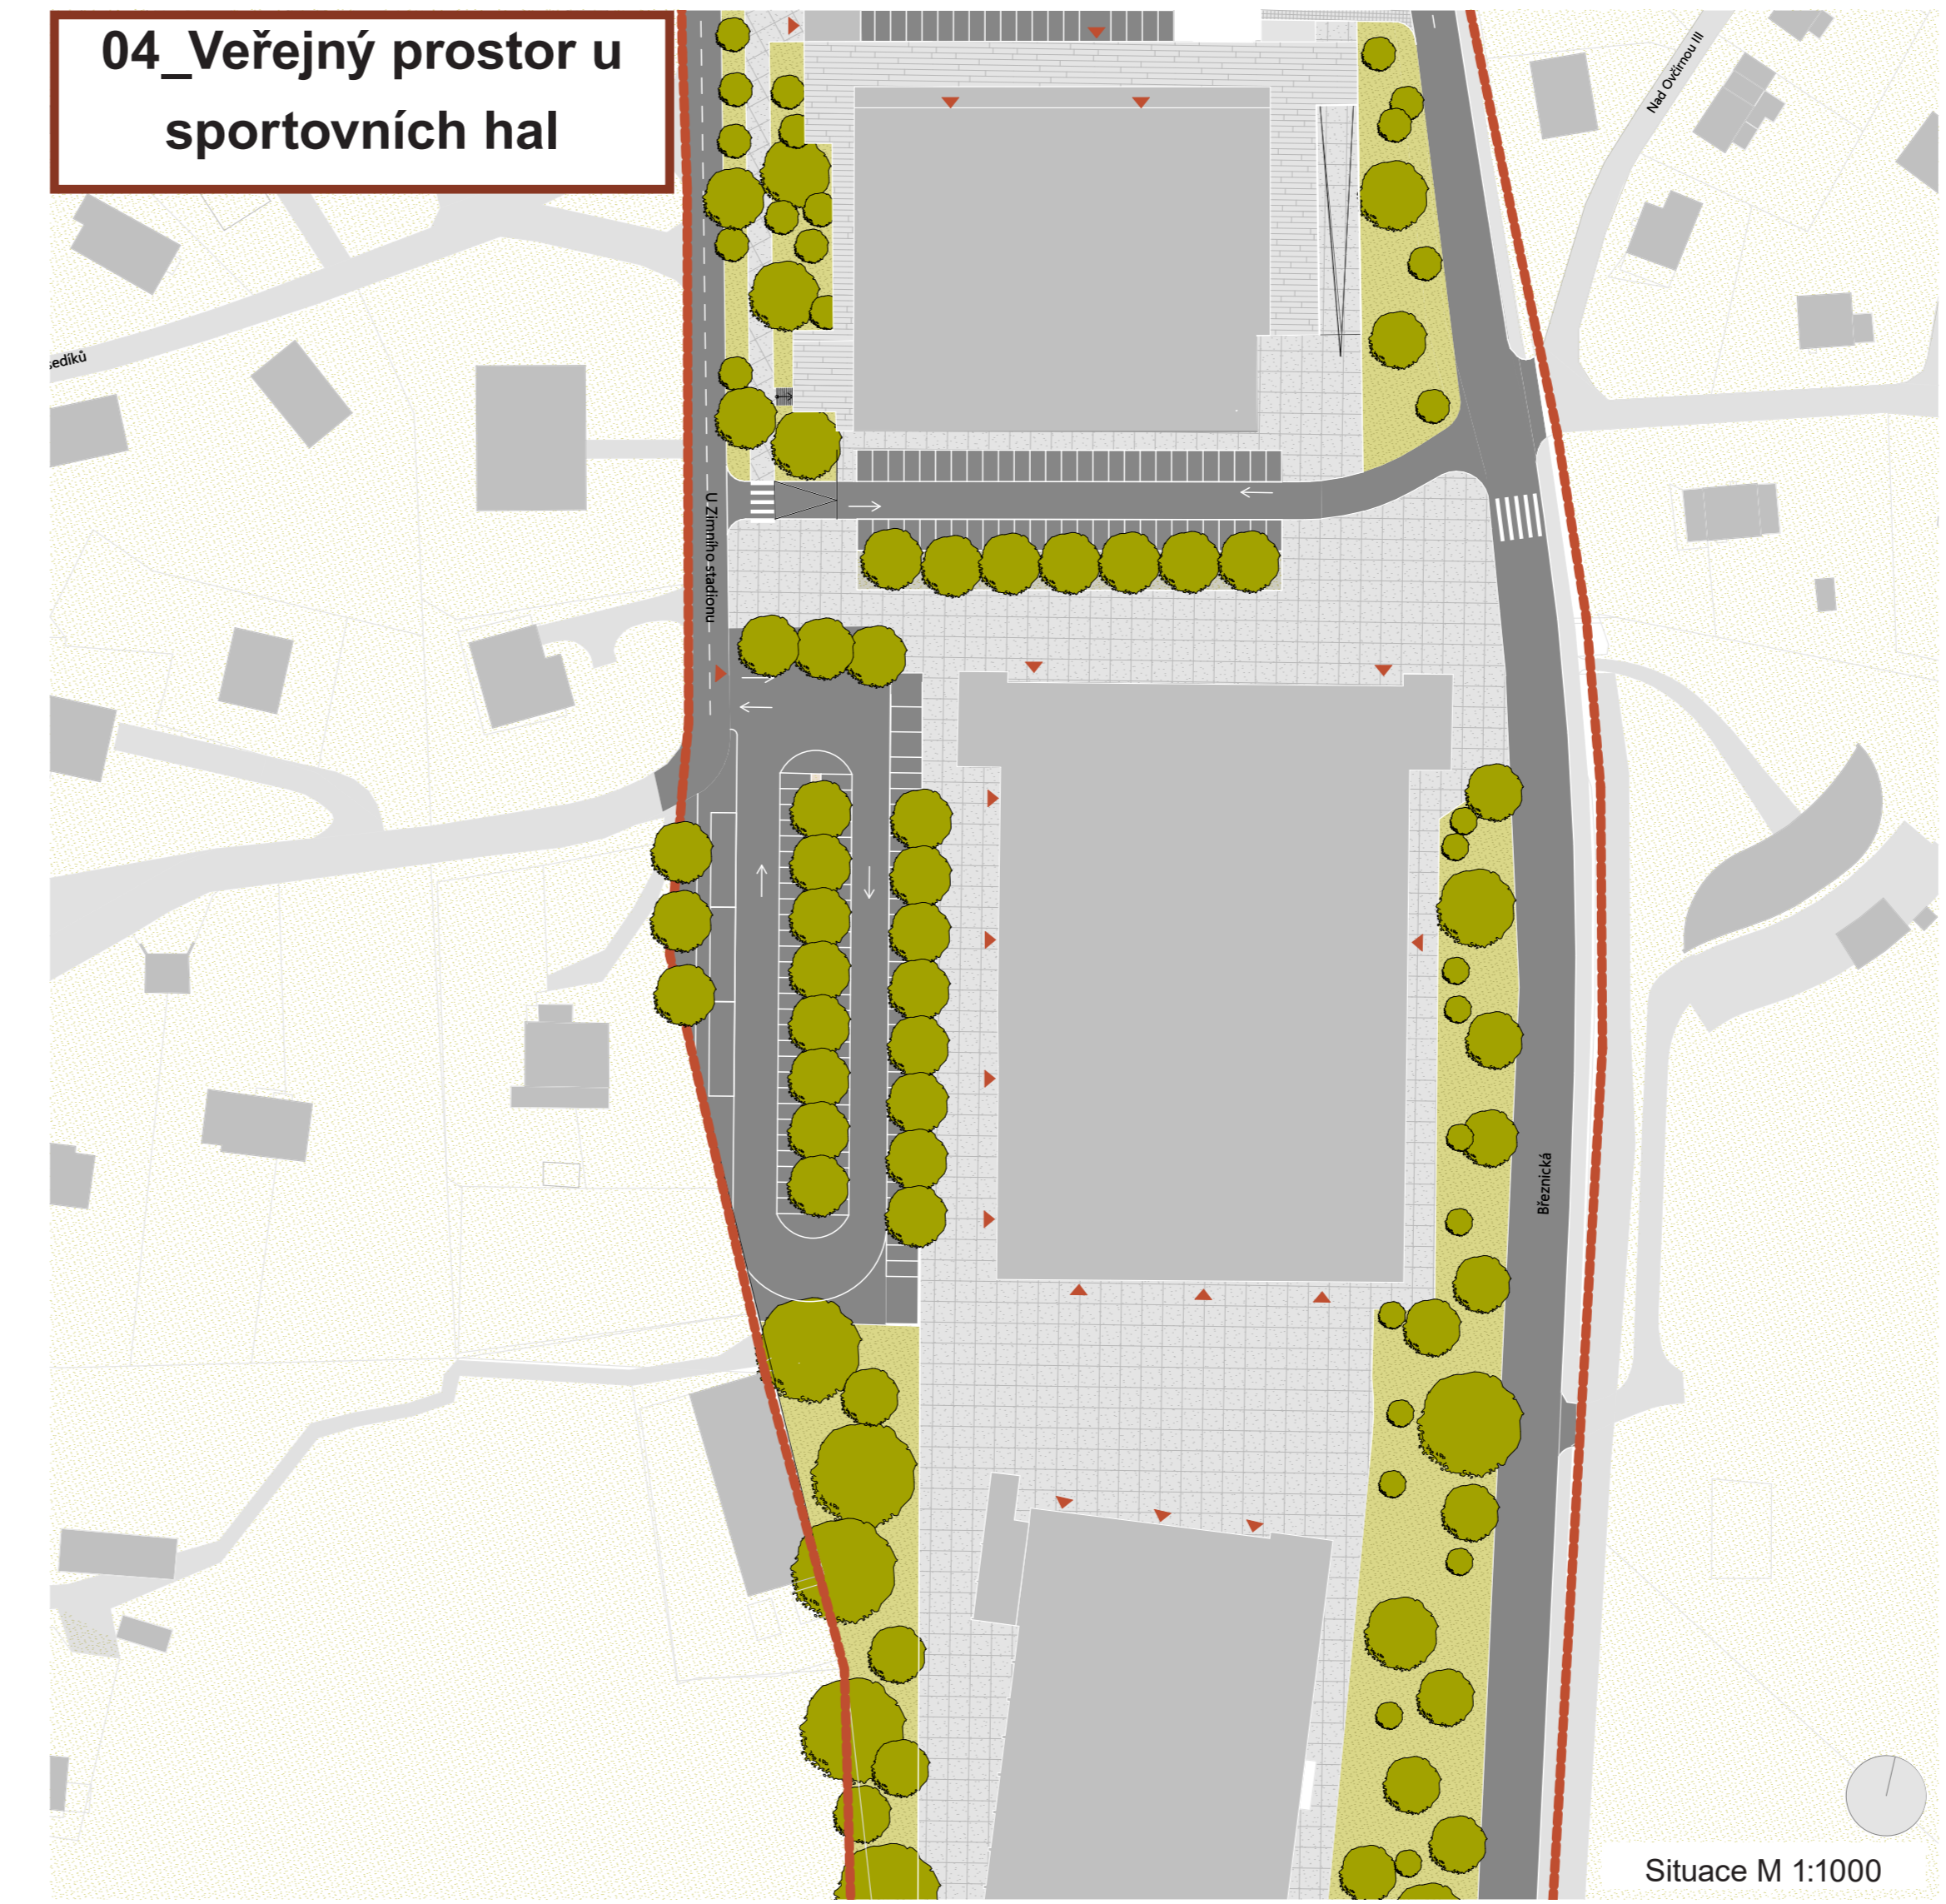 04_Veřejný prostor u
sportovních hal
Nad Ovčírnou III
U Zimního stadionu
Březnická
Situace M 1:1000